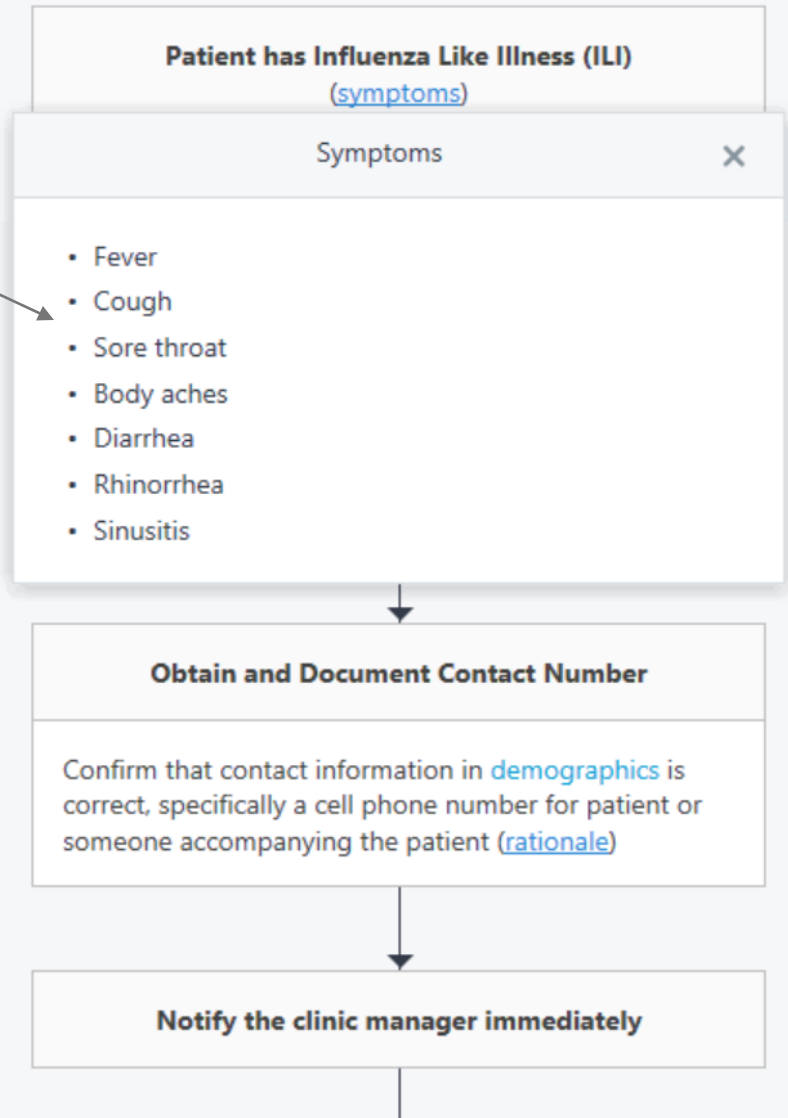 Patient has Influenza Like Illness (ILI)
(symptoms)
Symptoms ×
• Fever
• Cough
• Sore throat
• Body aches
• Diarrhea
• Rhinorrhea
• Sinusitis
Obtain and Document Contact Number
Confirm that contact information in demographics is
correct, specifically a cell phone number for patient or
someone accompanying the patient (rationale)
Notify the clinic manager immediately